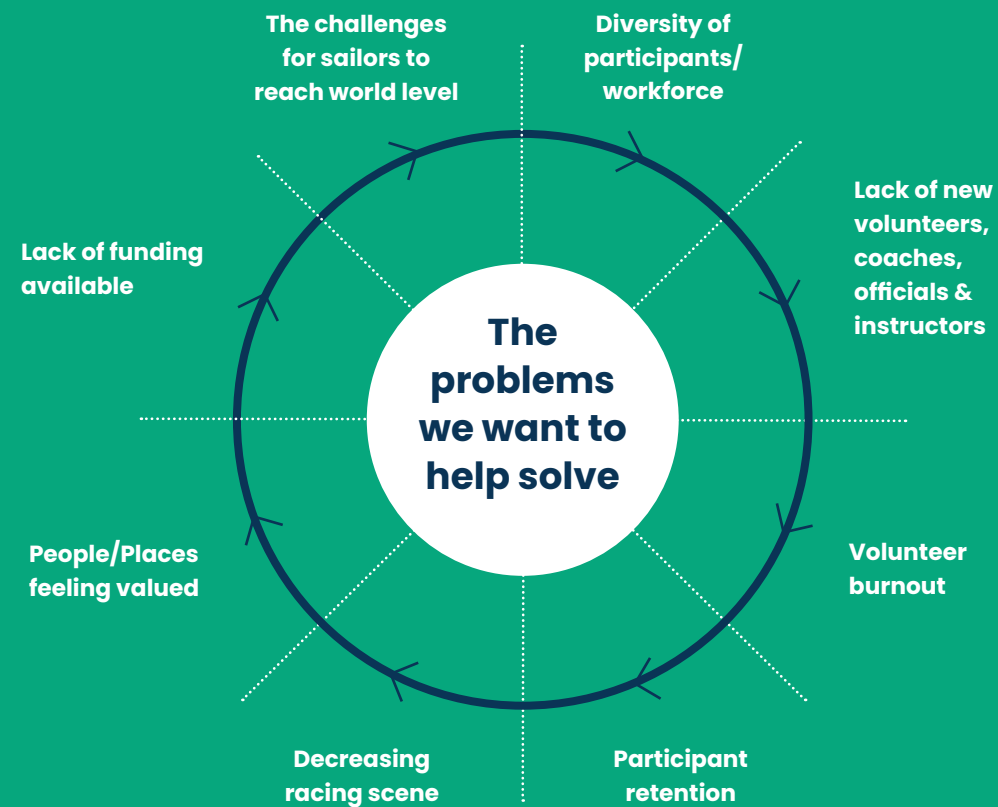 The challenges
for sailors to
reach world level
Diversity of
participants/
workforce
Lack of new
volunteers,
coaches,
officials &
instructors
Volunteer
burnout
Participant
retention
Decreasing
racing scene
People/Places
feeling valued
Lack of funding
available
The
problems
we want to
help solve